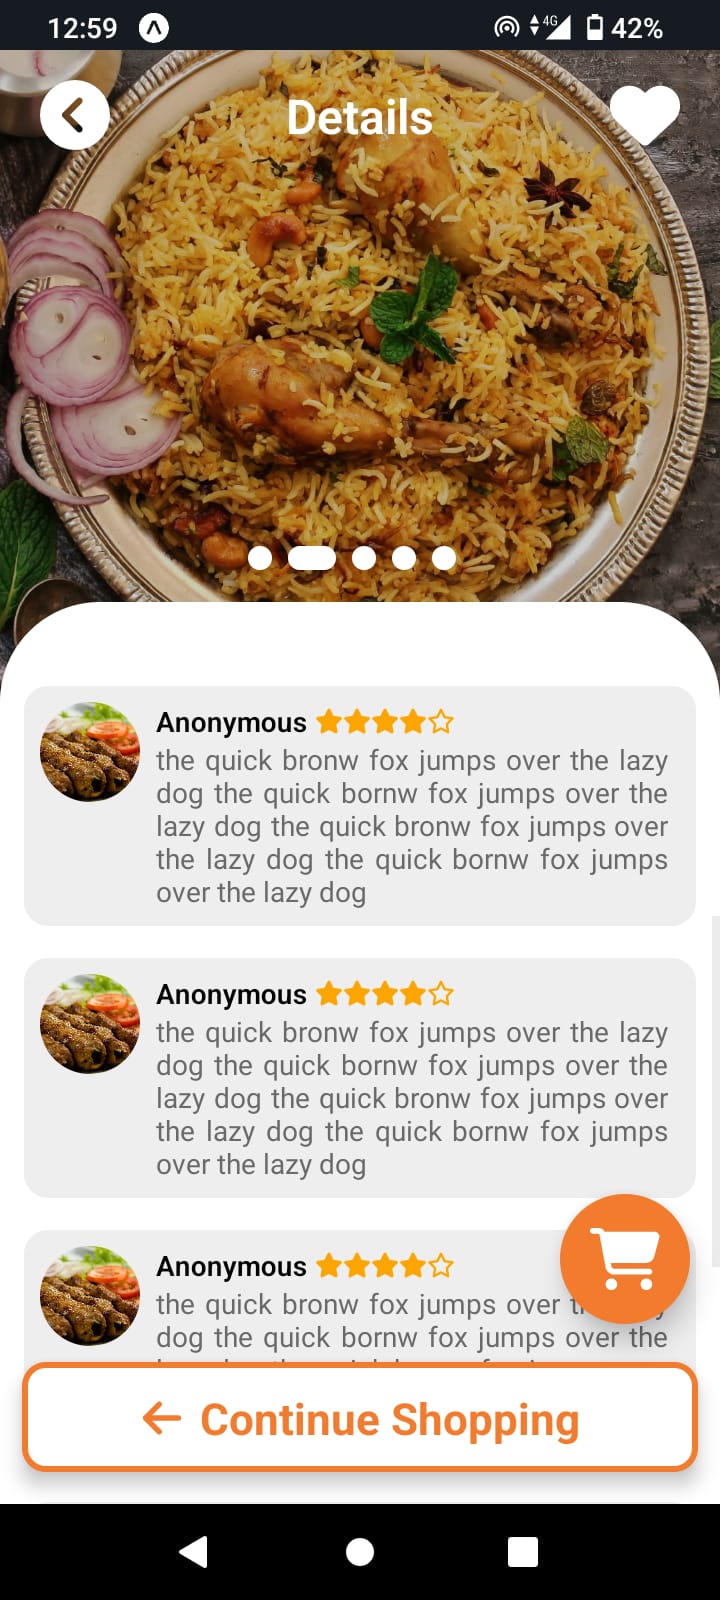 12:59 4G 42%
Details
Anonymous
the quick bronw fox jumps over the lazy
dog the quick bornw fox jumps over the
lazy dog the quick bronw fox jumps over
the lazy dog the quick bornw fox jumps
over the lazy dog
Anonymous
the quick bronw fox jumps over the lazy
dog the quick bornw fox jumps over the
lazy dog the quick bronw fox jumps over
the lazy dog the quick bornw fox jumps
over the lazy dog
Anonymous
the quick bronw fox jumps over
dog the quick bornw fox jumps over the
Continue Shopping